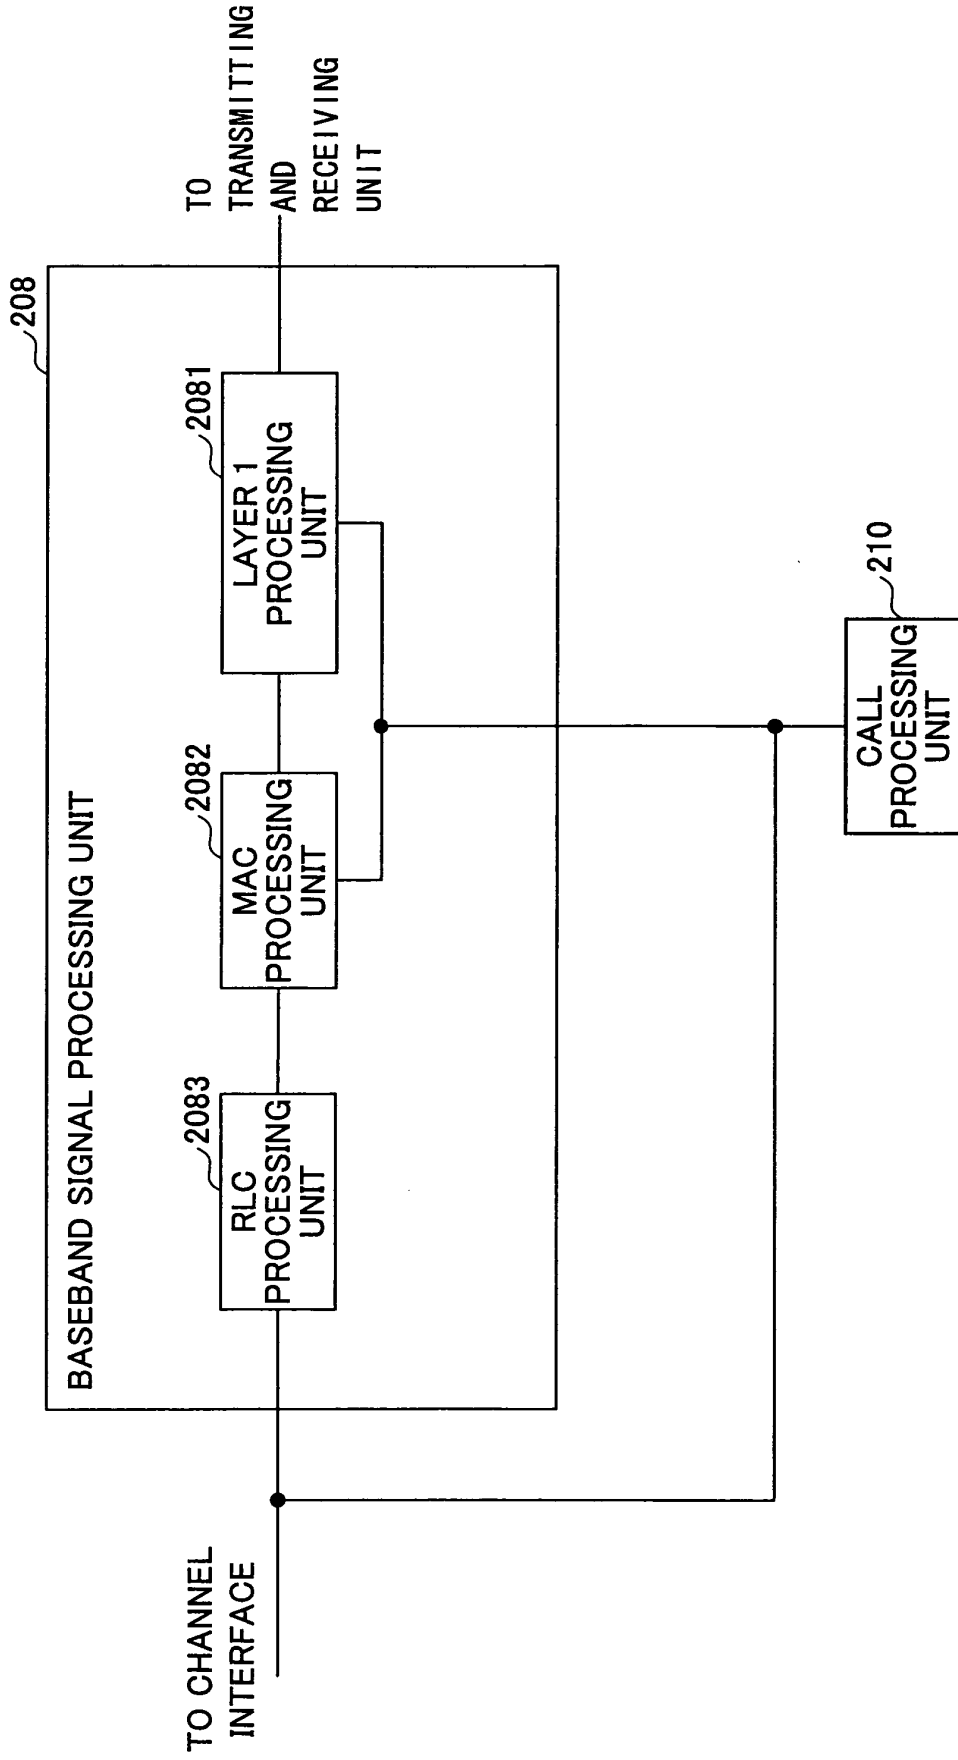 BASEBAND SIGNAL PROCESSING UNIT
208
TO CHANNEL
INTERFACE
2083
RLC
PROCESSING
UNIT
2082
MAC
PROCESSING
UNIT
2081
LAYER 1
PROCESSING
UNIT
TO
TRANSMITTING
AND
RECEIVING
UNIT
210
CALL
PROCESSING
UNIT